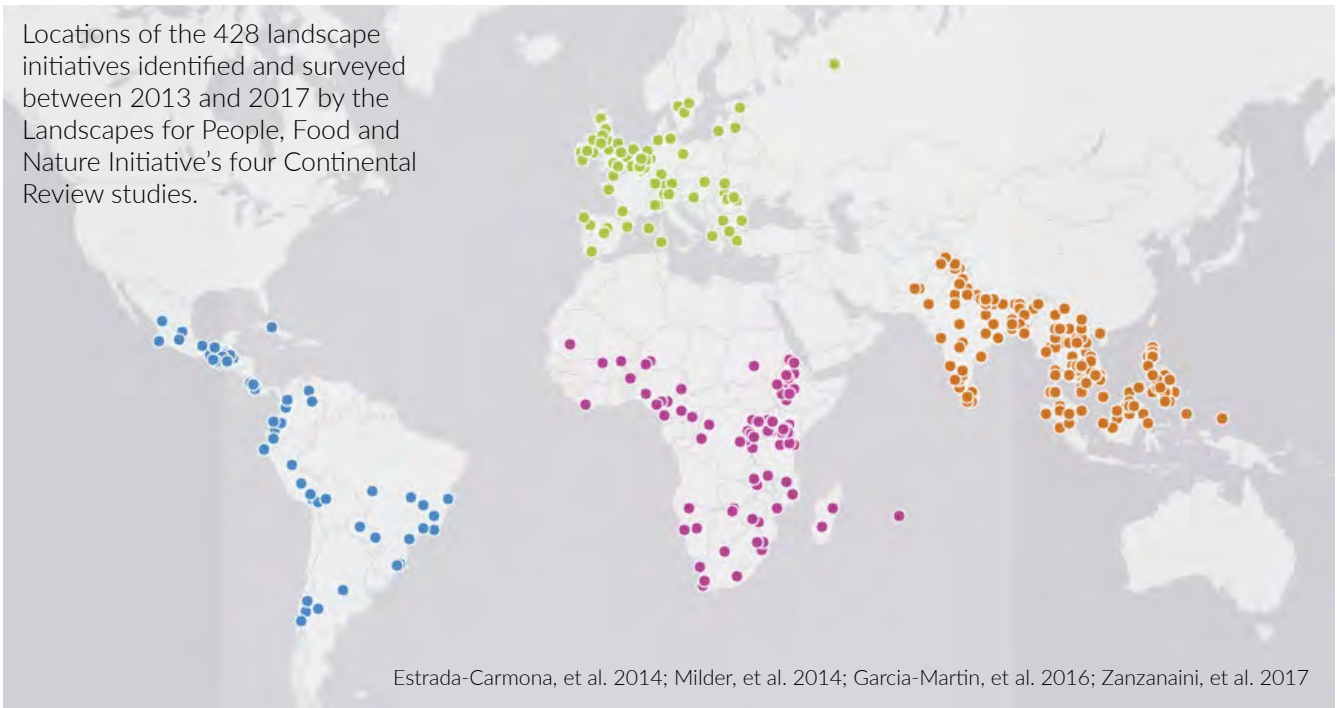 Locations of the 428 landscape
initiatives identified and surveyed
between 2013 and 2017 by the
Landscapes for People, Food and
Nature Initiative’s four Continental
Review studies.
Estrada-Carmona, et al. 2014; Milder, et al. 2014; Garcia-Martin, et al. 2016; Zanzanaini, et al. 2017